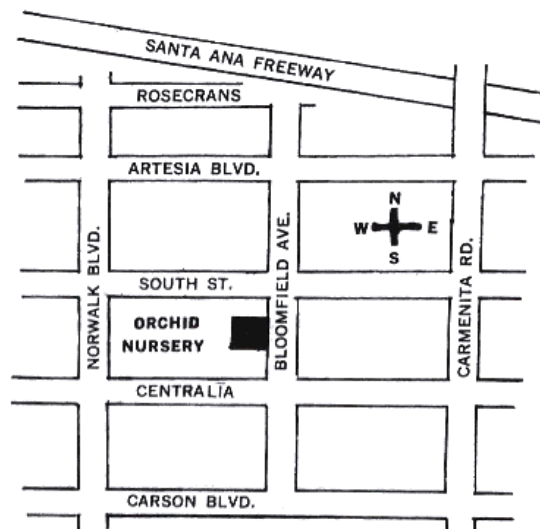 SANTA ANA FREEWAY
ROSECRANS
ARTESIA BLVD.
N
W E
S
NORWALK BLVD.
BLOOMFIELD AVE.
CARMENITA RD.
SOUTH ST.
ORCHID
NURSERY
CENTRALIA
CARSON BLVD.